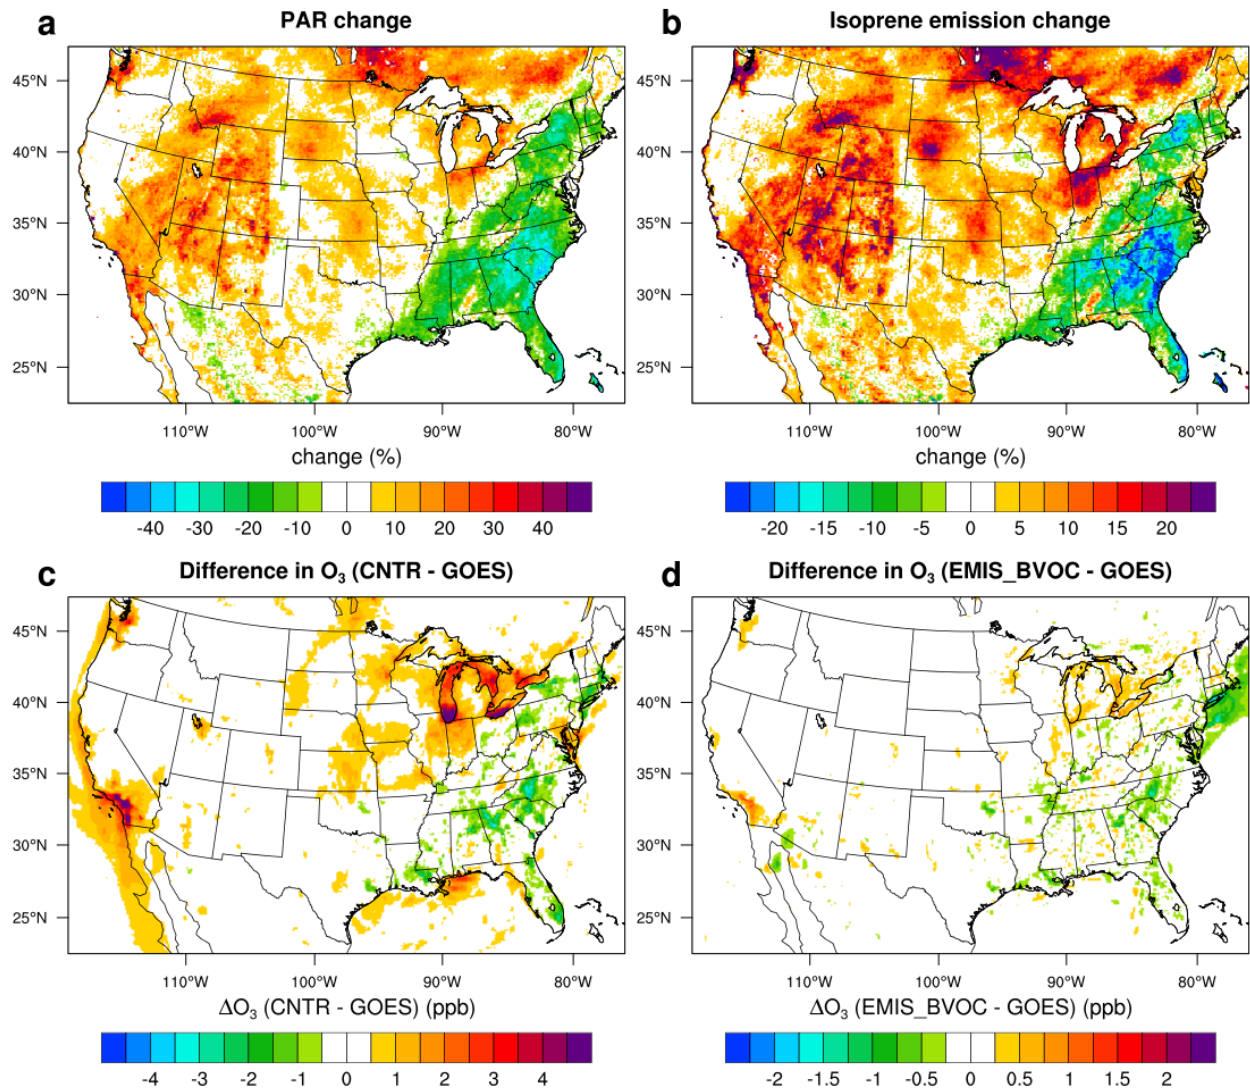 a PAR change
45°N
40°N
35°N
30°N
25°N
110°W 100°W 90°W 80°W
change (%)
-40 -30 -20 -10 0 10 20 30 40
b Isoprene emission change
45°N
40°N
35°N
30°N
25°N
110°W 100°W 90°W 80°W
change (%)
-20 -15 -10 -5 0 5 10 15 20
c Difference in O₃ (CNTR - GOES)
45°N
40°N
35°N
30°N
25°N
110°W 100°W 90°W 80°W
ΔO₃ (CNTR - GOES) (ppb)
-4 -3 -2 -1 0 1 2 3 4
d Difference in O₃ (EMIS_BVOC - GOES)
45°N
40°N
35°N
30°N
25°N
110°W 100°W 90°W 80°W
ΔO₃ (EMIS_BVOC - GOES) (ppb)
-2 -1.5 -1 -0.5 0 0.5 1 1.5 2